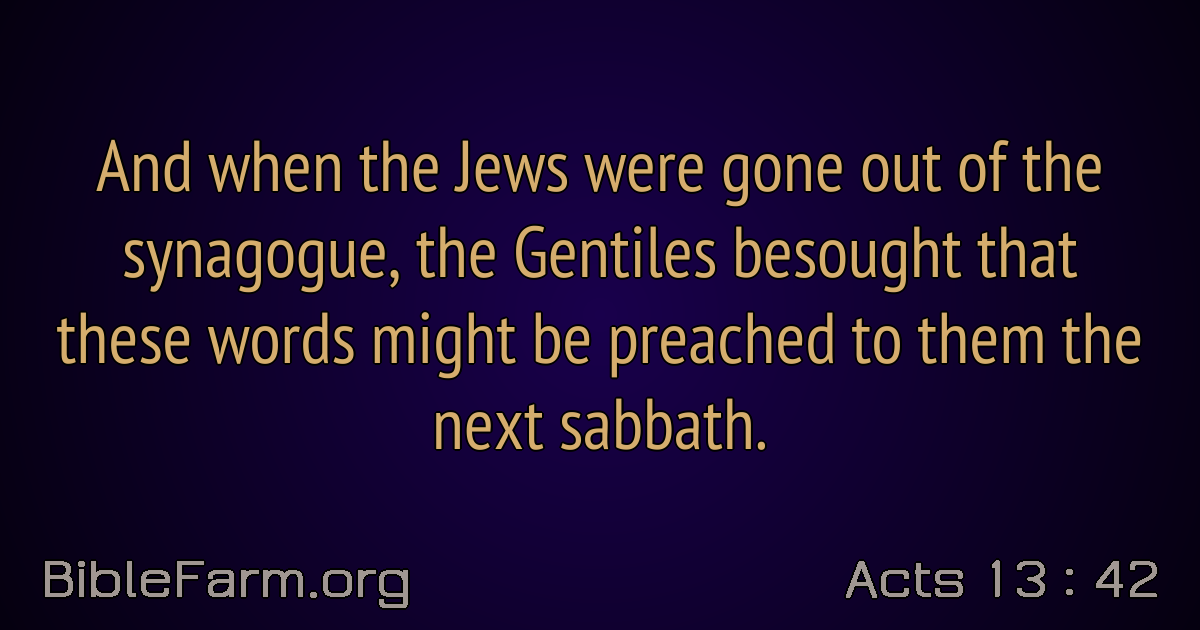 And when the Jews were gone out of the
synagogue, the Gentiles besought that
these words might be preached to them the
next sabbath.
BibleFarm.org
Acts 13 : 42